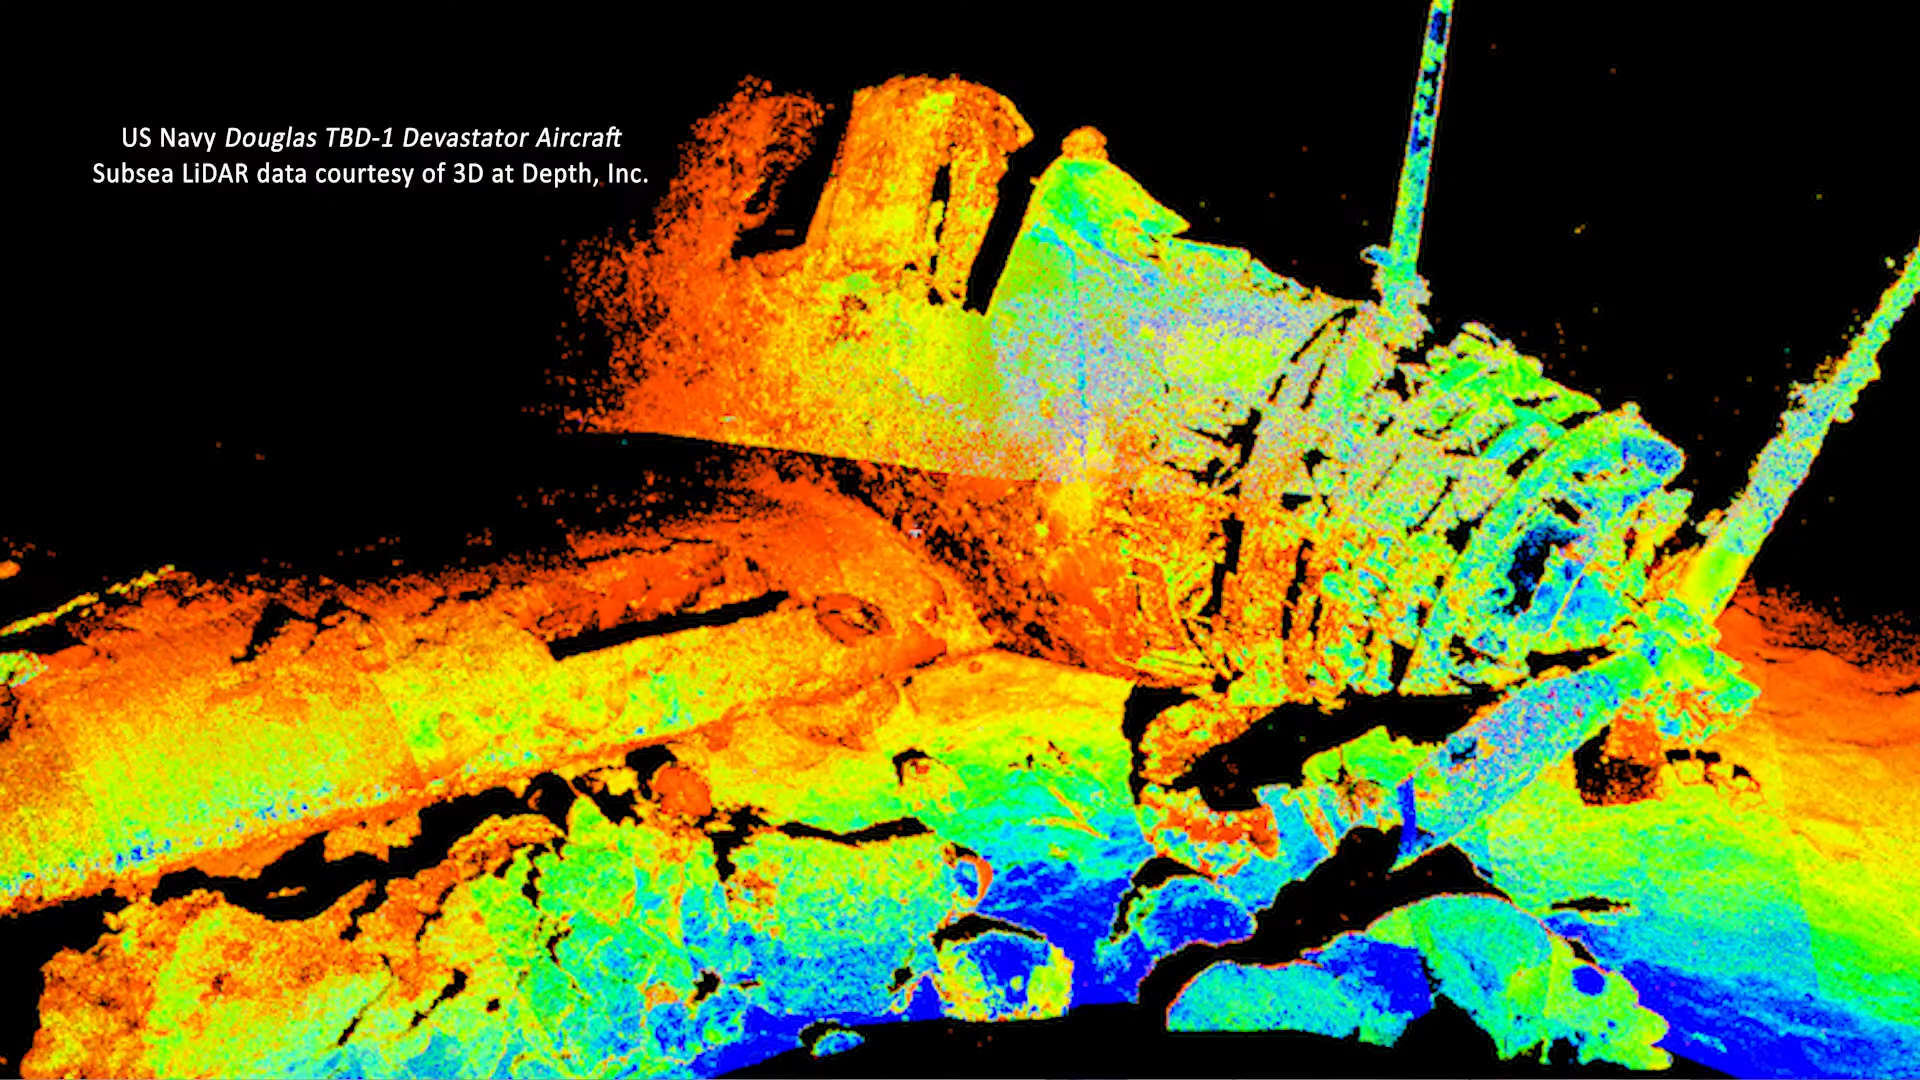 US Navy Douglas TBD-1 Devastator Aircraft
Subsea LiDAR data courtesy of 3D at Depth, Inc.